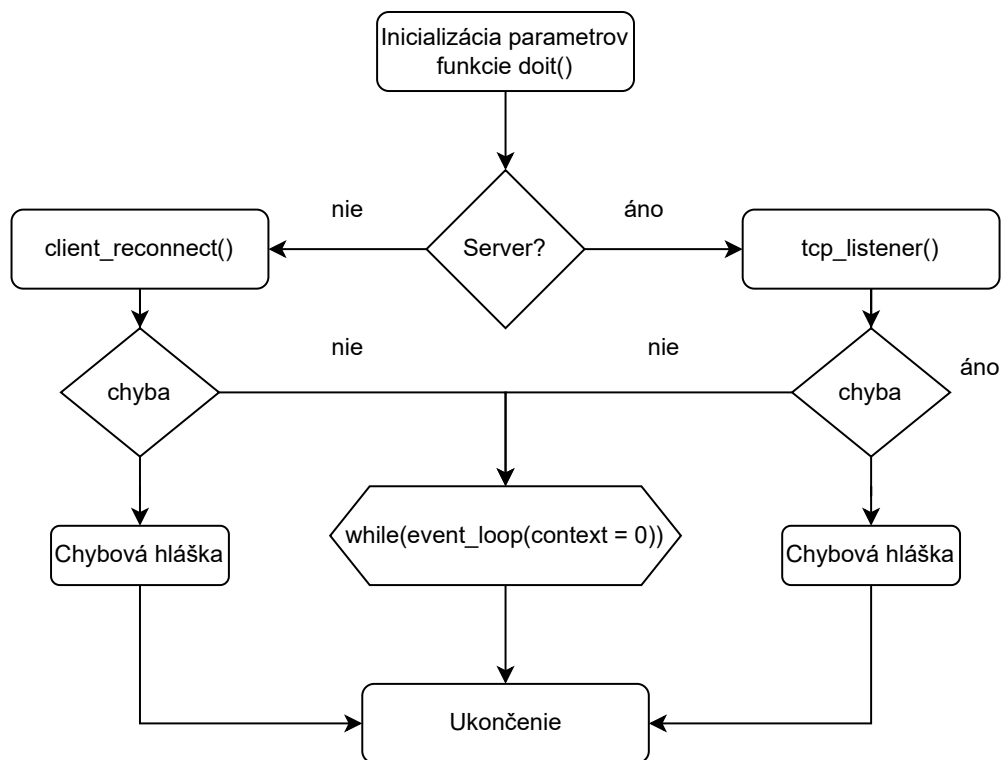 Inicializácia parametrov
funkcie doit()
nie
áno
client_reconnect()
Server?
tcp_listener()
nie
nie
áno
chyba
chyba
while(event_loop(context = 0))
Chybová hláška
Chybová hláška
Ukončenie